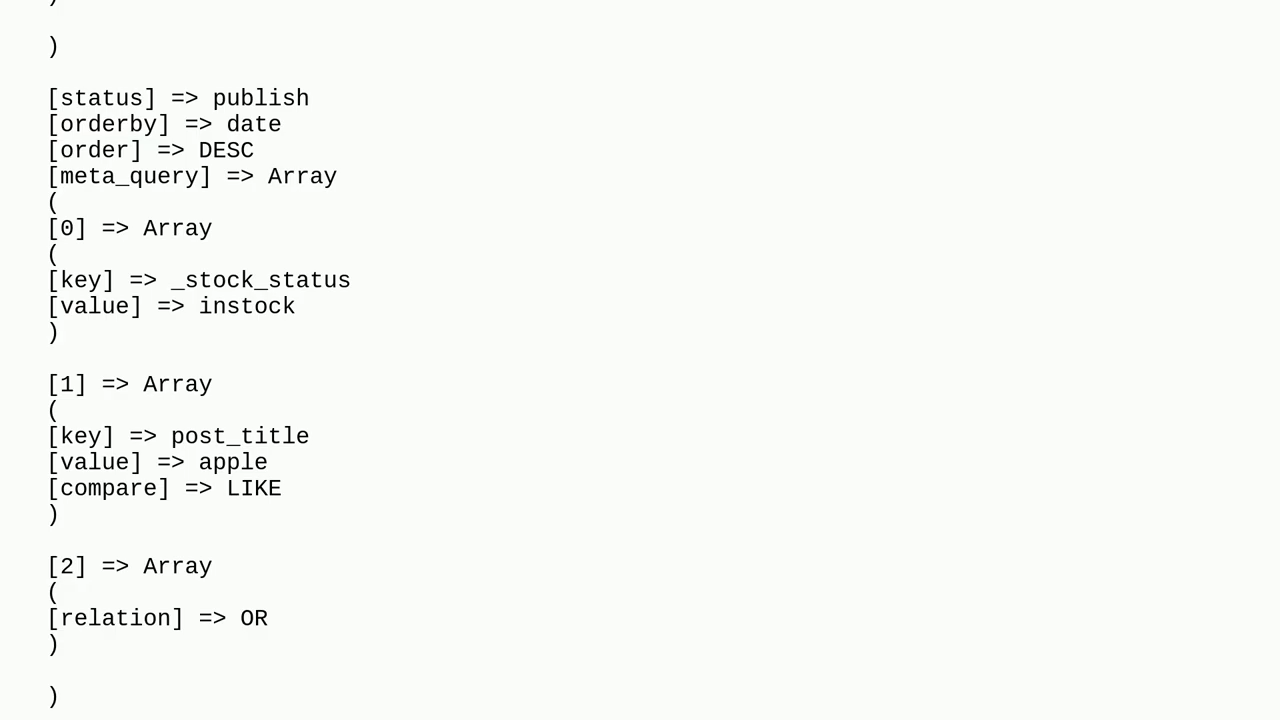 )
)
[status] => publish
[orderby] => date
[order] => DESC
[meta_query] => Array
(
[0] => Array
(
[key] => _stock_status
[value] => instock
)
[1] => Array
(
[key] => post_title
[value] => apple
[compare] => LIKE
)
[2] => Array
(
[relation] => OR
)
)